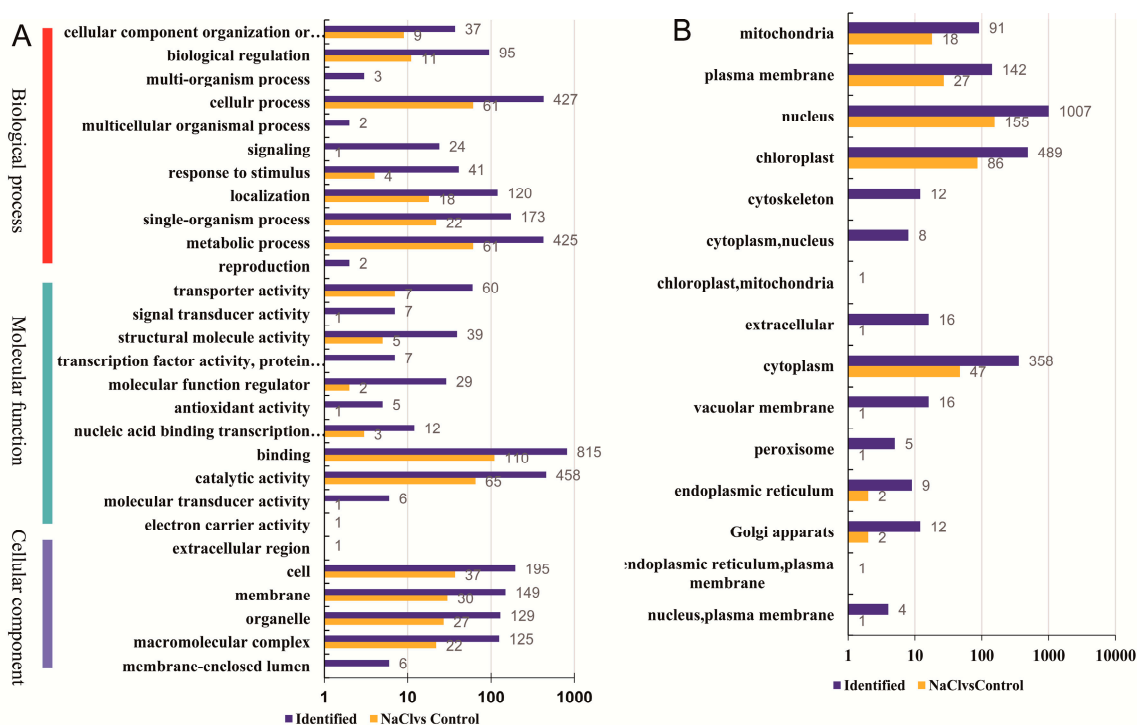 A
Biological process
Molecular function
Cellular component
cellular component organization or…
37
9
biological regulation
95
11
multi-organism process
3
cellulr process
427
61
multicellular organismal process
2
signaling
24
1
response to stimulus
41
4
localization
120
18
single-organism process
173
22
metabolic process
425
61
reproduction
2
transporter activity
60
7
signal transducer activity
7
1
structural molecule activity
39
5
transcription factor activity, protein…
7
molecular function regulator
29
2
antioxidant activity
5
1
nucleic acid binding transcription…
12
3
binding
815
110
catalytic activity
458
65
molecular transducer activity
6
1
electron carrier activity
1
extracellular region
1
cell
195
37
membrane
149
30
organelle
129
27
macromolecular complex
125
22
membrane-enclosed lumen
6
1 10 100 1000
Identified NaClvs Control
B
mitochondria
91
18
plasma membrane
142
27
nucleus
1007
155
chloroplast
489
86
cytoskeleton
12
cytoplasm,nucleus
8
chloroplast,mitochondria
1
extracellular
16
1
cytoplasm
358
47
vacuolar membrane
16
1
peroxisome
5
1
endoplasmic reticulum
9
2
Golgi apparats
12
2
endoplasmic reticulum,plasma
membrane
1
nucleus,plasma membrane
4
1
1 10 100 1000 10000
Identified NaClvsControl